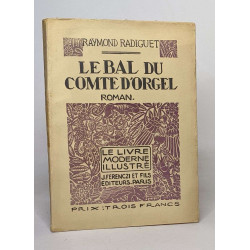 RAYMOND RADIGUET
LE BAL DU
COMTE D'ORGEL
ROMAN.
LE LIVRE
MODERNE
ILLUSTRÉ
J.FERENCZI ET FILS
EDITEURS.PARIS
PRIX : TROIS FRANCS